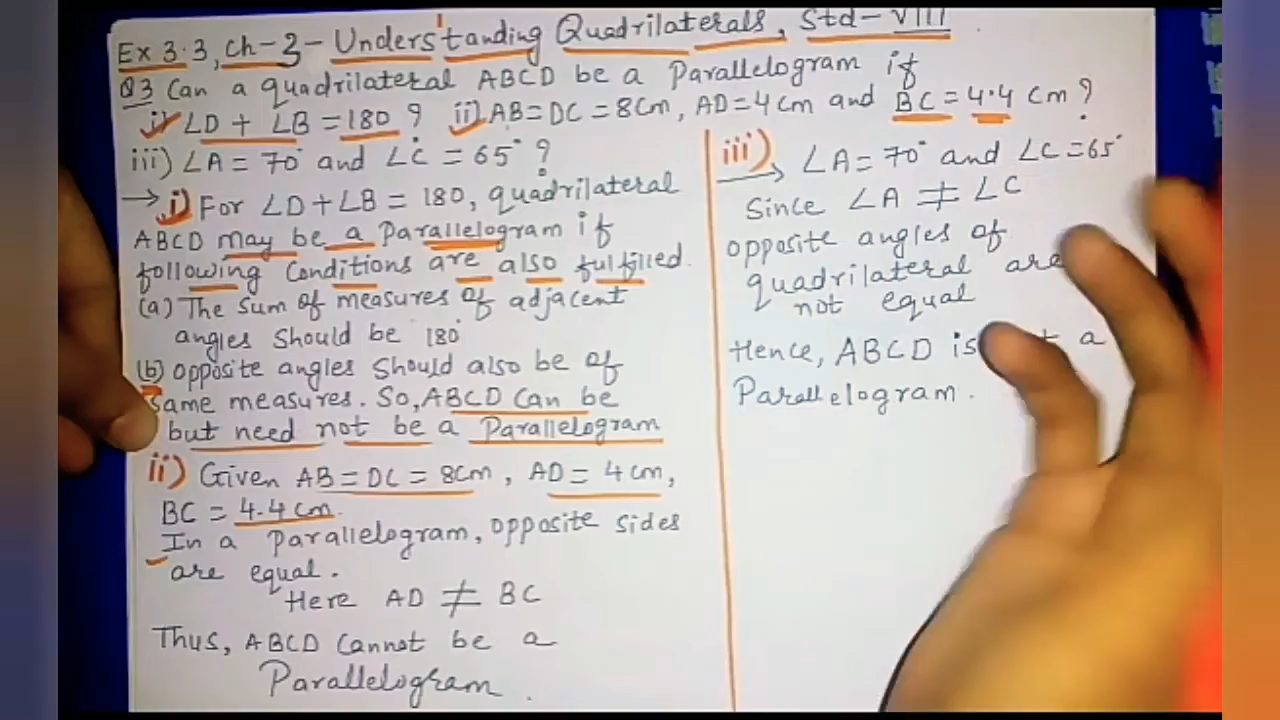 Ex 3.3, Ch-3- Understanding Quadrilaterals, Std- VIII
Q3 Can a quadrilateral ABCD be a Parallelogram if
i) ∠D + ∠B = 180 ? ii) AB = DC = 8cm, AD = 4cm and BC = 4.4 cm ?
iii) ∠A = 70° and ∠C = 65° ?
→ i) For ∠D + ∠B = 180, quadrilateral
ABCD may be a Parallelogram if
following Conditions are also fulfilled.
(a) The Sum of measures of adjacent
angles Should be 180°
(b) Opposite angles Should also be of
Same measures. So, ABCD Can be
but need not be a Parallelogram
ii) Given AB = DC = 8cm, AD = 4cm,
BC = 4.4 cm.
In a Parallelogram, opposite sides
are equal.
Here AD ≠ BC
Thus, ABCD Cannot be a
Parallelogram.
iii) → ∠A = 70° and ∠C = 65°
Since ∠A ≠ ∠C
opposite angles of
quadrilateral are
not equal
Hence, ABCD is a
Parallelogram.